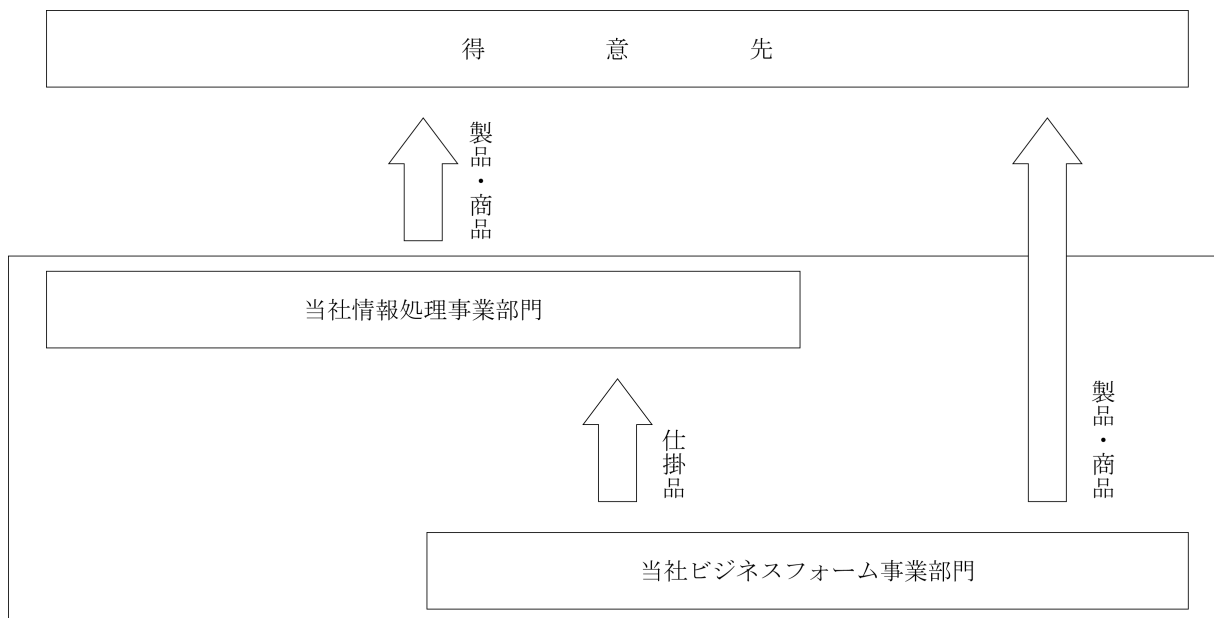 得意先
製品・商品
当社情報処理事業部門
製品・商品
仕掛品
当社ビジネスフォーム事業部門